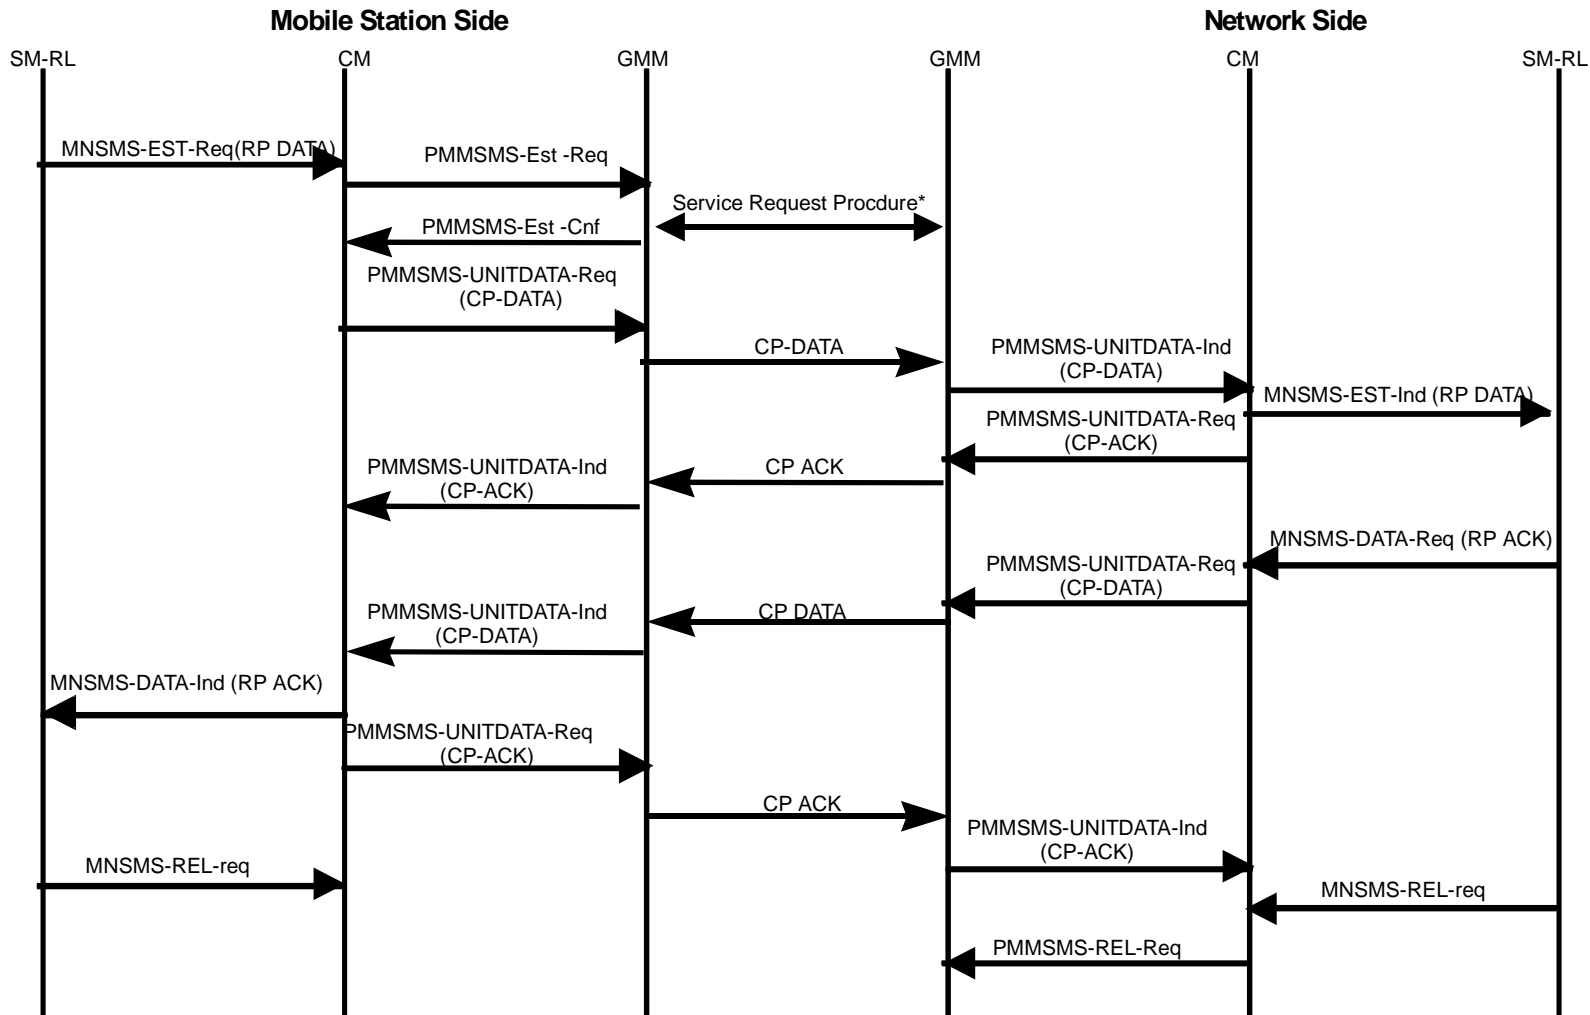 Mobile Station Side
Network Side
SM-RL
CM
GMM
GMM
CM
SM-RL
MNSMS-EST-Req(RP DATA)
PMMSMS-Est -Req
Service Request Procdure*
PMMSMS-Est -Cnf
PMMSMS-UNITDATA-Req
(CP-DATA)
CP-DATA
PMMSMS-UNITDATA-Ind
(CP-DATA)
MNSMS-EST-Ind (RP DATA)
PMMSMS-UNITDATA-Req
(CP-ACK)
CP ACK
PMMSMS-UNITDATA-Ind
(CP-ACK)
MNSMS-DATA-Req (RP ACK)
PMMSMS-UNITDATA-Req
(CP-DATA)
CP DATA
PMMSMS-UNITDATA-Ind
(CP-DATA)
MNSMS-DATA-Ind (RP ACK)
PMMSMS-UNITDATA-Req
(CP-ACK)
CP ACK
PMMSMS-UNITDATA-Ind
(CP-ACK)
MNSMS-REL-req
MNSMS-REL-req
PMMSMS-REL-Req